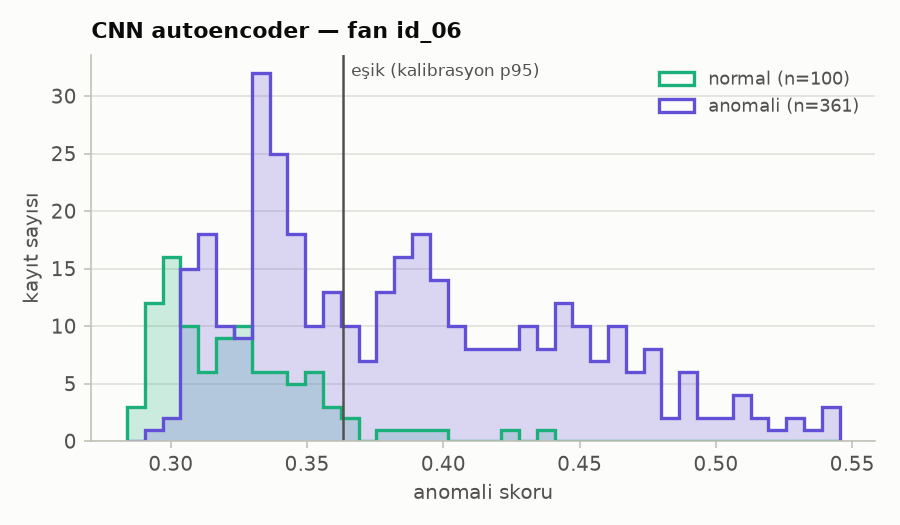 CNN autoencoder — fan id_06
eşik (kalibrasyon p95)
normal (n=100)
anomali (n=361)
kayıt sayısı
30
25
20
15
10
5
0
0.30 0.35 0.40 0.45 0.50 0.55
anomali skoru